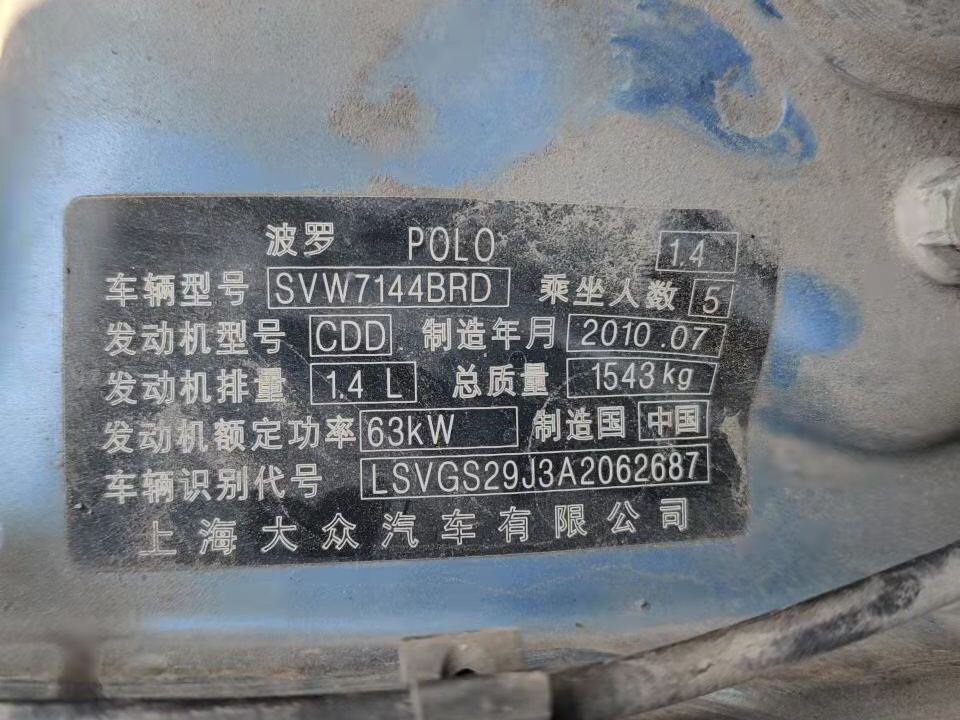 波罗 POLO 1.4
车辆型号 SVW7144BRD 乘坐人数 5
发动机型号 CDD 制造年月 2010.07
发动机排量 1.4 L 总质量 1543kg
发动机额定功率 63kW 制造国 中国
车辆识别代号 LSVGS29J3A2062687
上海大众汽车有限公司